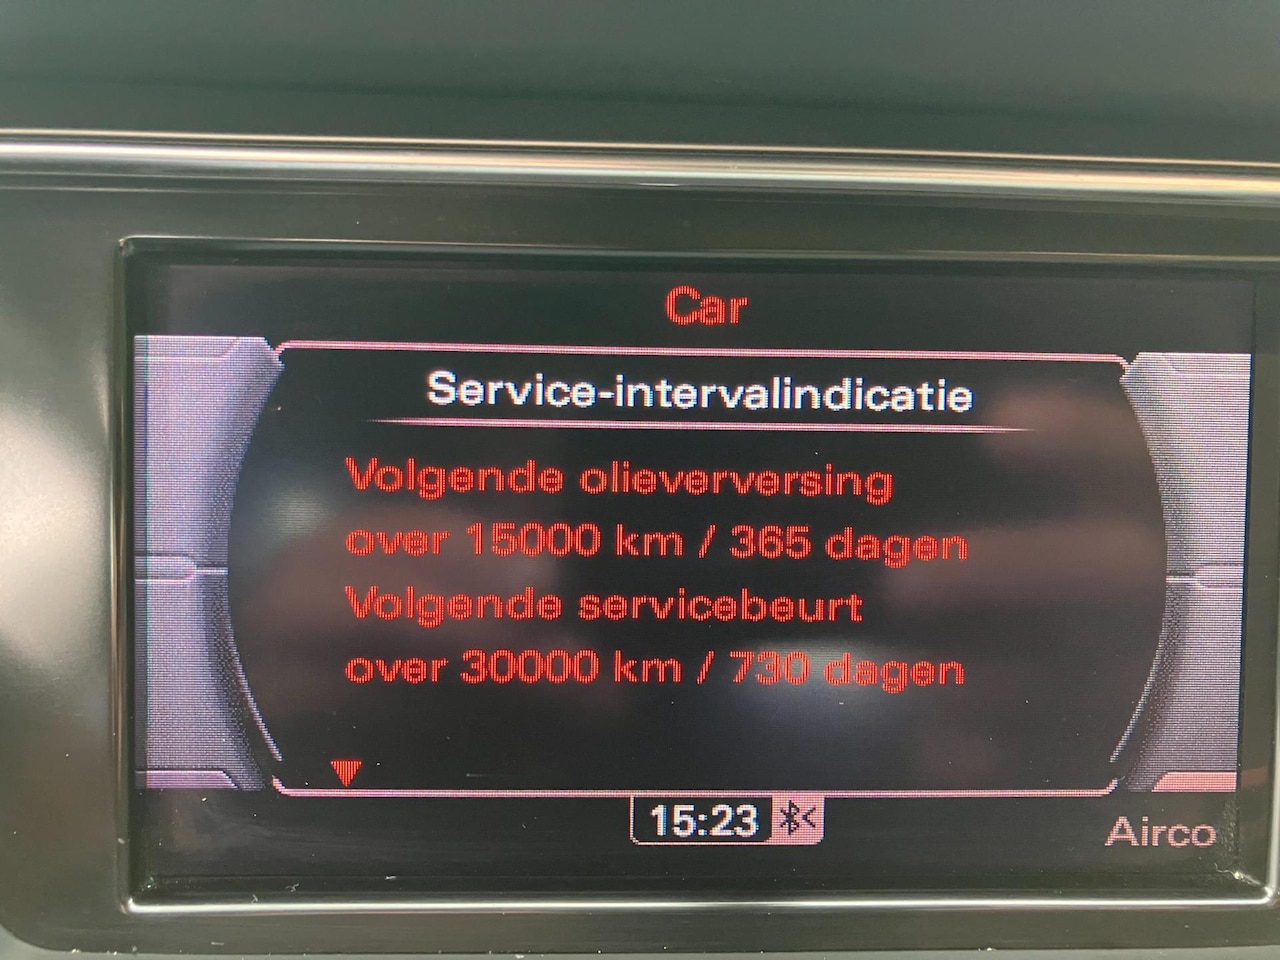 Car
Service-intervalindicatie
Volgende olieverversing
over 15000 km / 365 dagen
Volgende servicebeurt
over 30000 km / 730 dagen
15:23
Airco